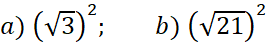 a) (√3)²;  b) (√21)²